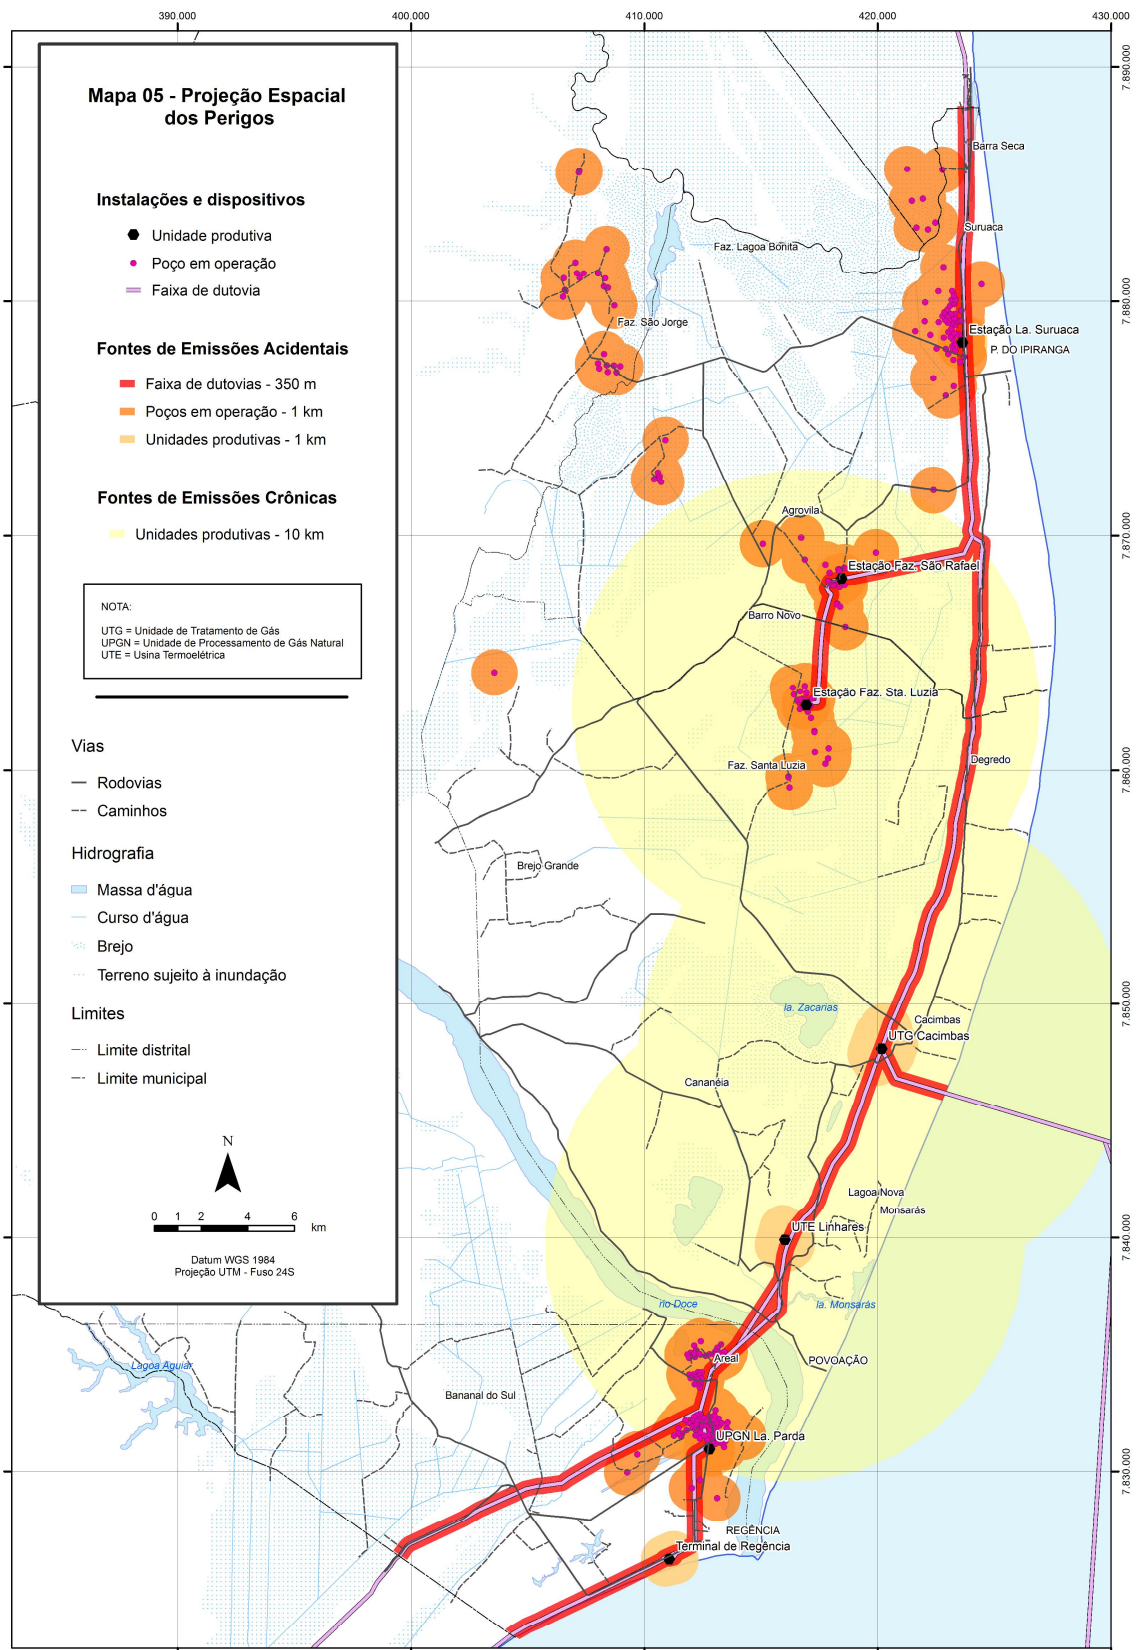 390.000
400.000
410.000
420.000
430.000
Mapa 05 - Projeção Espacial
dos Perigos
Instalações e dispositivos
Unidade produtiva
Poço em operação
Faixa de dutovia
Fontes de Emissões Acidentais
Faixa de dutovias - 350 m
Poços em operação - 1 km
Unidades produtivas - 1 km
Fontes de Emissões Crônicas
Unidades produtivas - 10 km
NOTA:
UTG = Unidade de Tratamento de Gás
UPGN = Unidade de Processamento de Gás Natural
UTE = Usina Termoelétrica
Vias
Rodovias
Caminhos
Hidrografia
Massa d'água
Curso d'água
Brejo
Terreno sujeito à inundação
Limites
Limite distrital
Limite municipal
N
0 1 2 4 6
km
Datum WGS 1984
Projeção UTM - Fuso 24S
7.890.000
Barra Seca
Suruaca
Faz. Lagoa Bonita
7.880.000
Faz. São Jorge
Estação La. Suruaca
P. DO IPIRANGA
Agrovila
7.870.000
Estação Faz. São Rafael
Barro Novo
Estação Faz. Sta. Luzia
Faz. Santa Luzia
Degredo
7.860.000
Brejo Grande
la. Zacarias
7.850.000
Cacimbas
UTG Cacimbas
Cananéia
Lagoa Nova
Monsarás
UTE Linhares
7.840.000
rio Doce
la. Monsarás
Areal
POVOAÇÃO
Lagoa Aguiar
Bananal do Sul
UPGN La. Parda
7.830.000
REGÊNCIA
Terminal de Regência